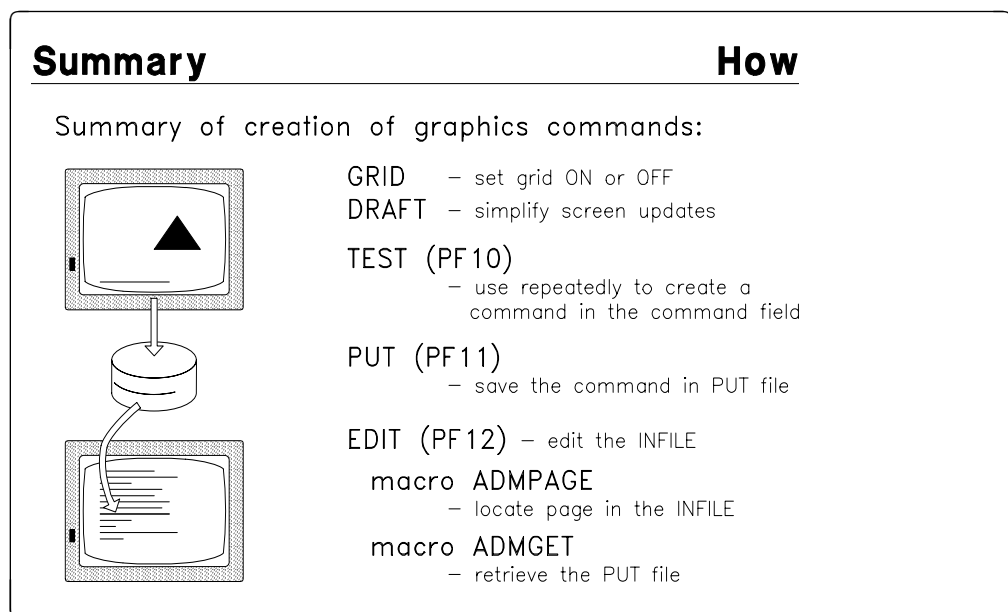 Summary How
Summary of creation of graphics commands:
GRID – set grid ON or OFF
DRAFT – simplify screen updates
TEST (PF10)
– use repeatedly to create a
command in the command field
PUT (PF11)
– save the command in PUT file
EDIT (PF12) – edit the INFILE
macro ADMPAGE
– locate page in the INFILE
macro ADMGET
– retrieve the PUT file